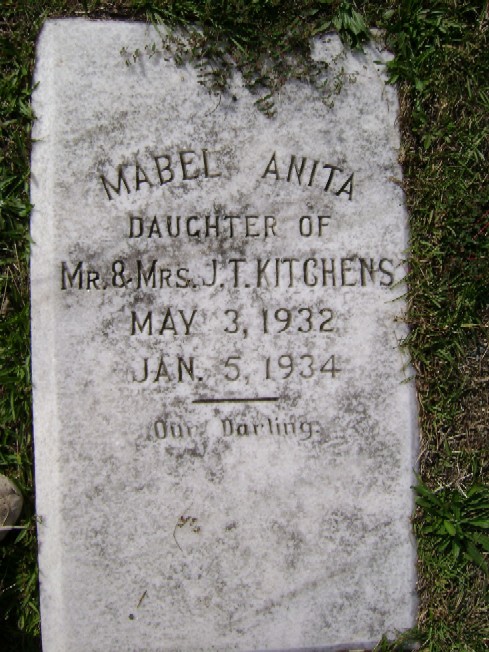 MABEL ANITA
DAUGHTER OF
MR. & MRS. J. T. KITCHENS
MAY 3, 1932
JAN. 5, 1934
Our Darling.